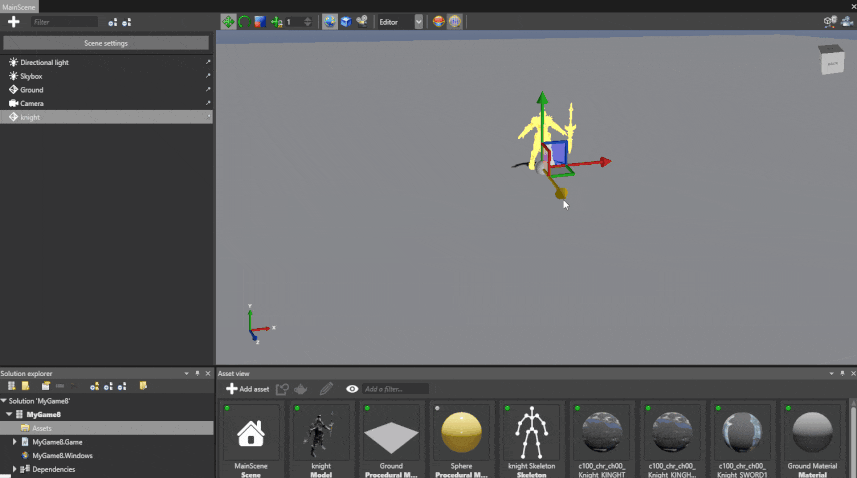 MainScene
Filter
1
Editor
Scene settings
Directional light
Skybox
Ground
Camera
knight
BACK
Y
X
Z
Solution explorer
Solution 'MyGame8'
MyGame8
Assets
MyGame8.Game
MyGame8.Windows
Dependencies
Asset view
Add asset
Add a filter...
MainScene
Scene
knight
Model
Ground
Procedural M...
Sphere
Procedural M...
knight Skeleton
Skeleton
c100_chr_ch00_
Knight_KNIGHT
c100_chr_ch00_
Knight_KNIGH...
c100_chr_ch00_
Knight_SWORD1
Ground Material
Material